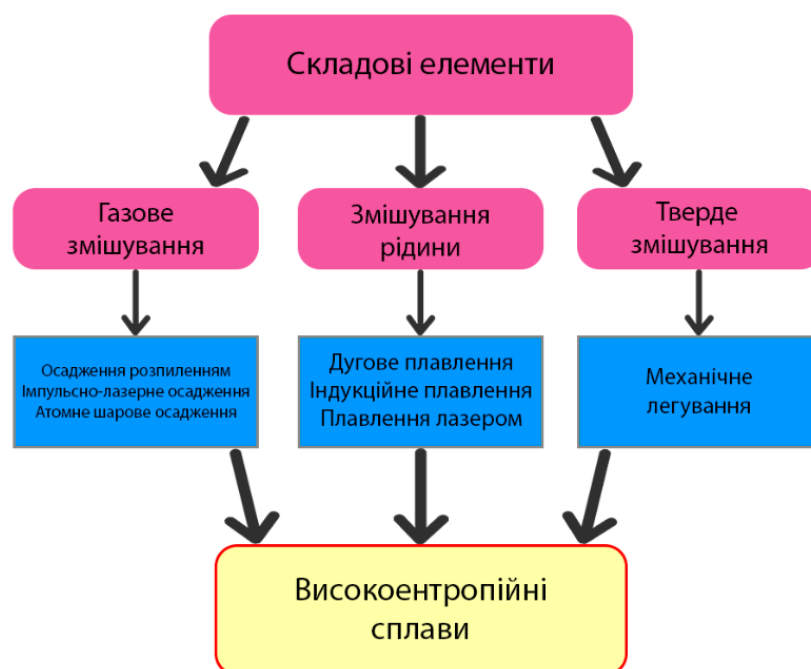 Складові елементи
Газове
змішування
Змішування
рідини
Тверде
змішування
Осадження розпиленням
Імпульсно-лазерне осадження
Атомне шарове осадження
Дугове плавлення
Індукційне плавлення
Плавлення лазером
Механічне
легування
Високоентропійні
сплави